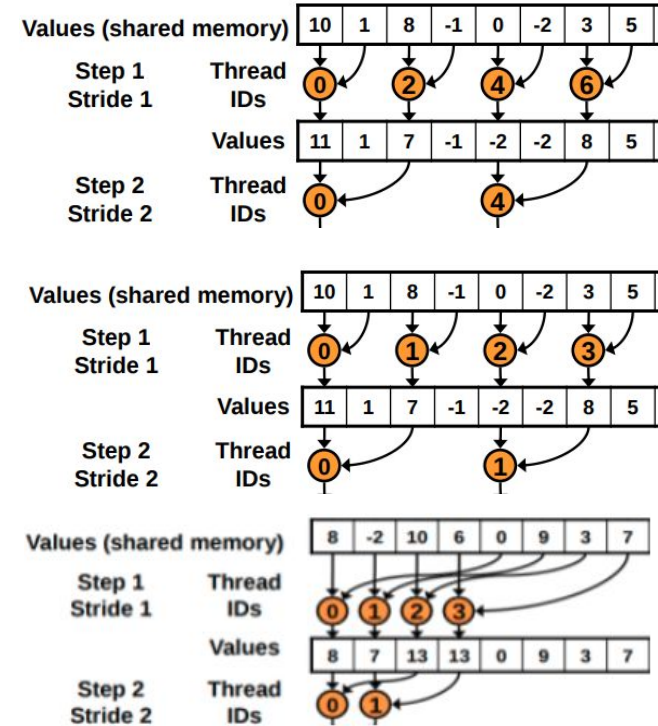 Values (shared memory) 10 1 8 -1 0 -2 3 5
Step 1 Thread
Stride 1 IDs
0 2 4 6
Values 11 1 7 -1 -2 -2 8 5
Step 2 Thread
Stride 2 IDs
0 4
Values (shared memory) 10 1 8 -1 0 -2 3 5
Step 1 Thread
Stride 1 IDs
0 1 2 3
Values 11 1 7 -1 -2 -2 8 5
Step 2 Thread
Stride 2 IDs
0 1
Values (shared memory) 8 -2 10 6 0 9 3 7
Step 1 Thread
Stride 1 IDs
0 1 2 3
Values 8 7 13 13 0 9 3 7
Step 2 Thread
Stride 2 IDs
0 1